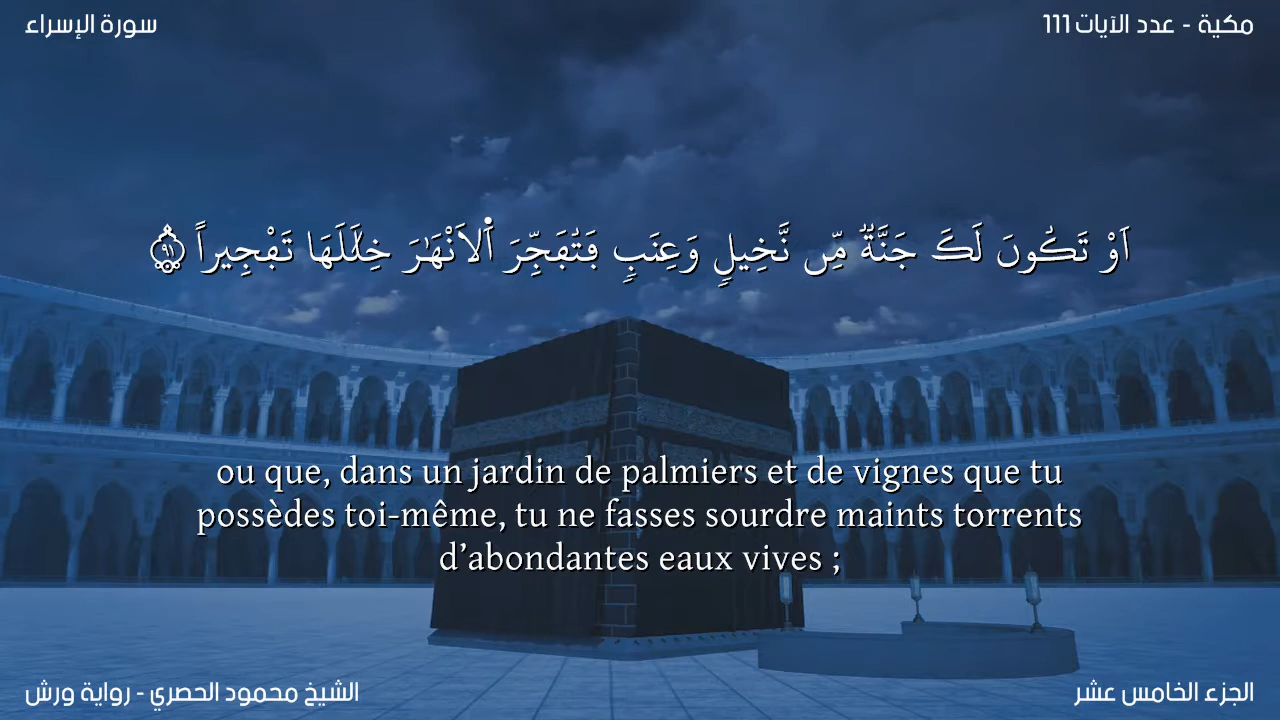 سورة الإسراء
مكية - عدد الآيات 111
اَوْ تَكُونَ لَكَ جَنَّةٞ مِّن نَّخِيلٖ وَعِنَبٖ فَتُفَجِّرَ اَ۬لَانْهَٰرَ خِلَٰلَهَا تَفْجِيراً ٩١
ou que, dans un jardin de palmiers et de vignes que tu
possèdes toi-même, tu ne fasses sourdre maints torrents
d’abondantes eaux vives ;
الشيخ محمود الحصري - رواية ورش
الجزء الخامس عشر